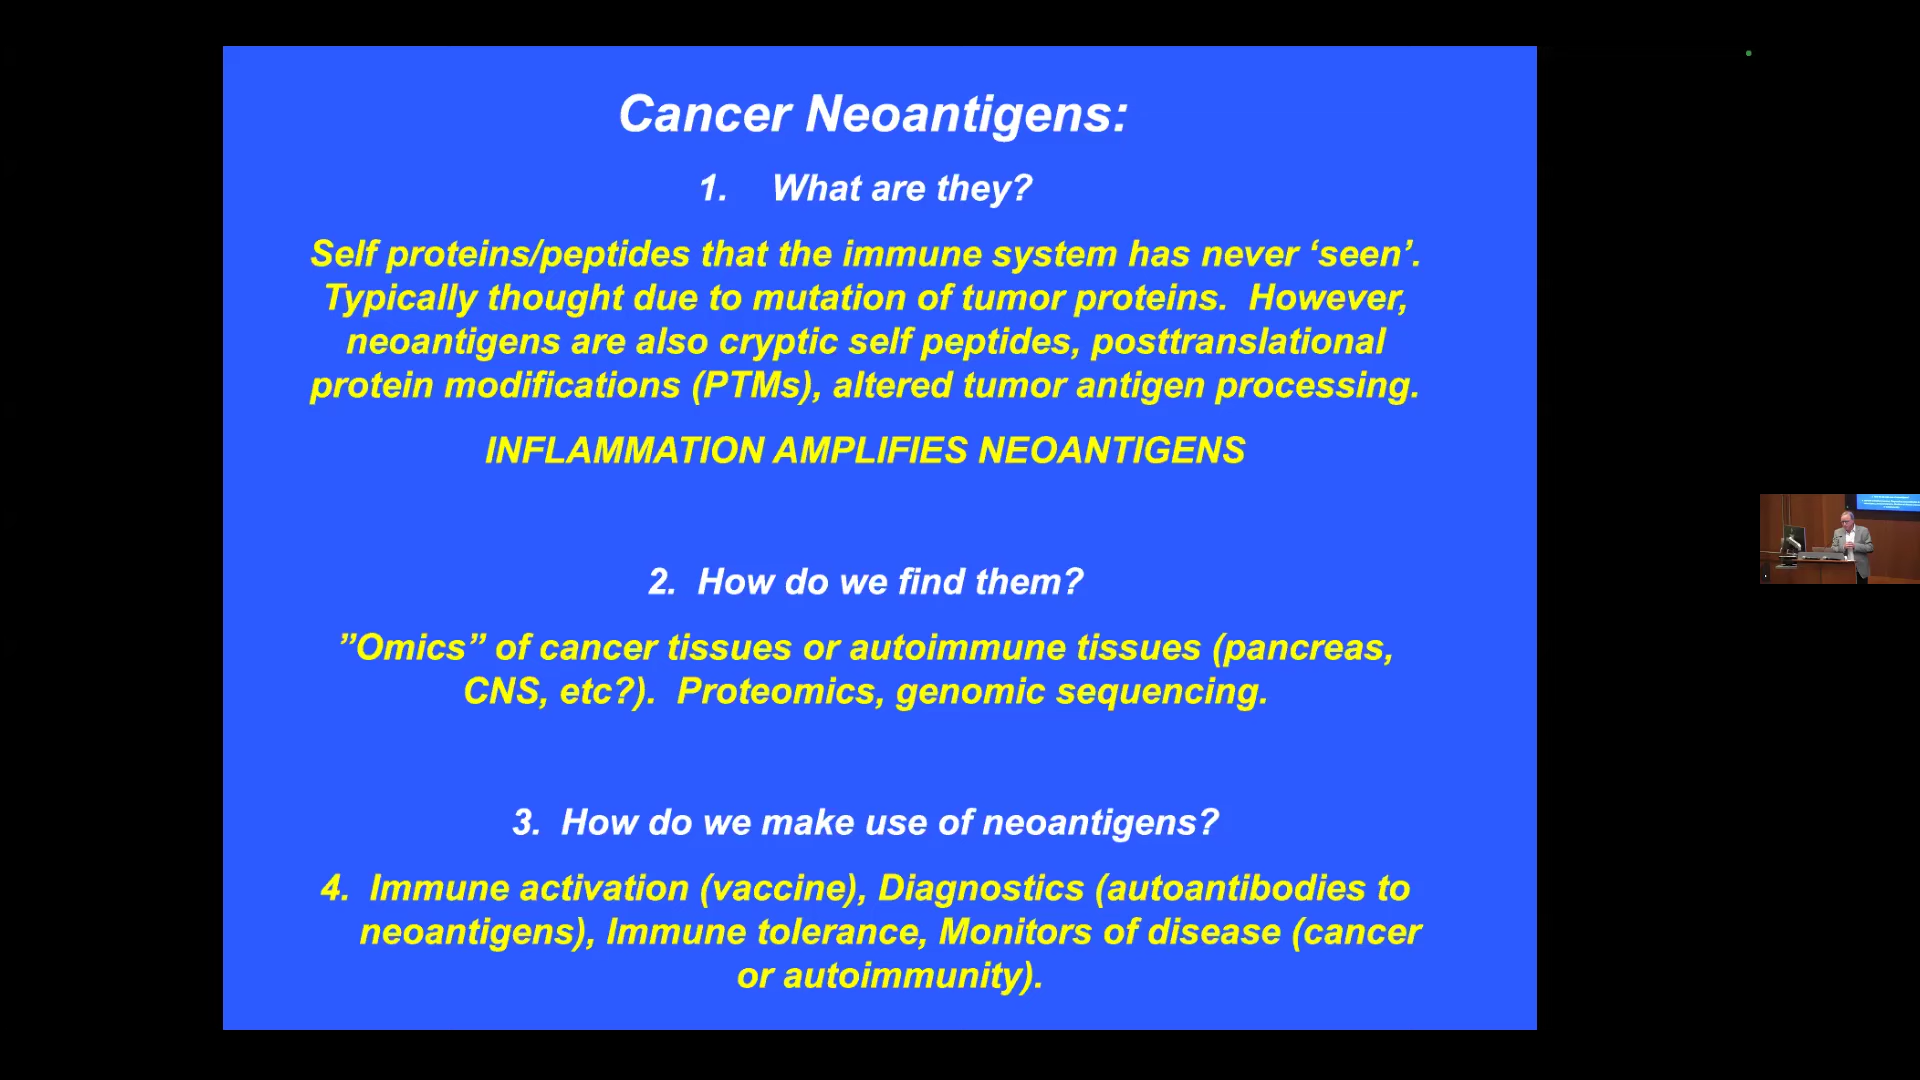 Cancer Neoantigens:
1. What are they?
Self proteins/peptides that the immune system has never ‘seen’.
Typically thought due to mutation of tumor proteins. However,
neoantigens are also cryptic self peptides, posttranslational
protein modifications (PTMs), altered tumor antigen processing.
INFLAMMATION AMPLIFIES NEOANTIGENS
2. How do we find them?
”Omics” of cancer tissues or autoimmune tissues (pancreas,
CNS, etc?). Proteomics, genomic sequencing.
3. How do we make use of neoantigens?
4. Immune activation (vaccine), Diagnostics (autoantibodies to
neoantigens), Immune tolerance, Monitors of disease (cancer
or autoimmunity).